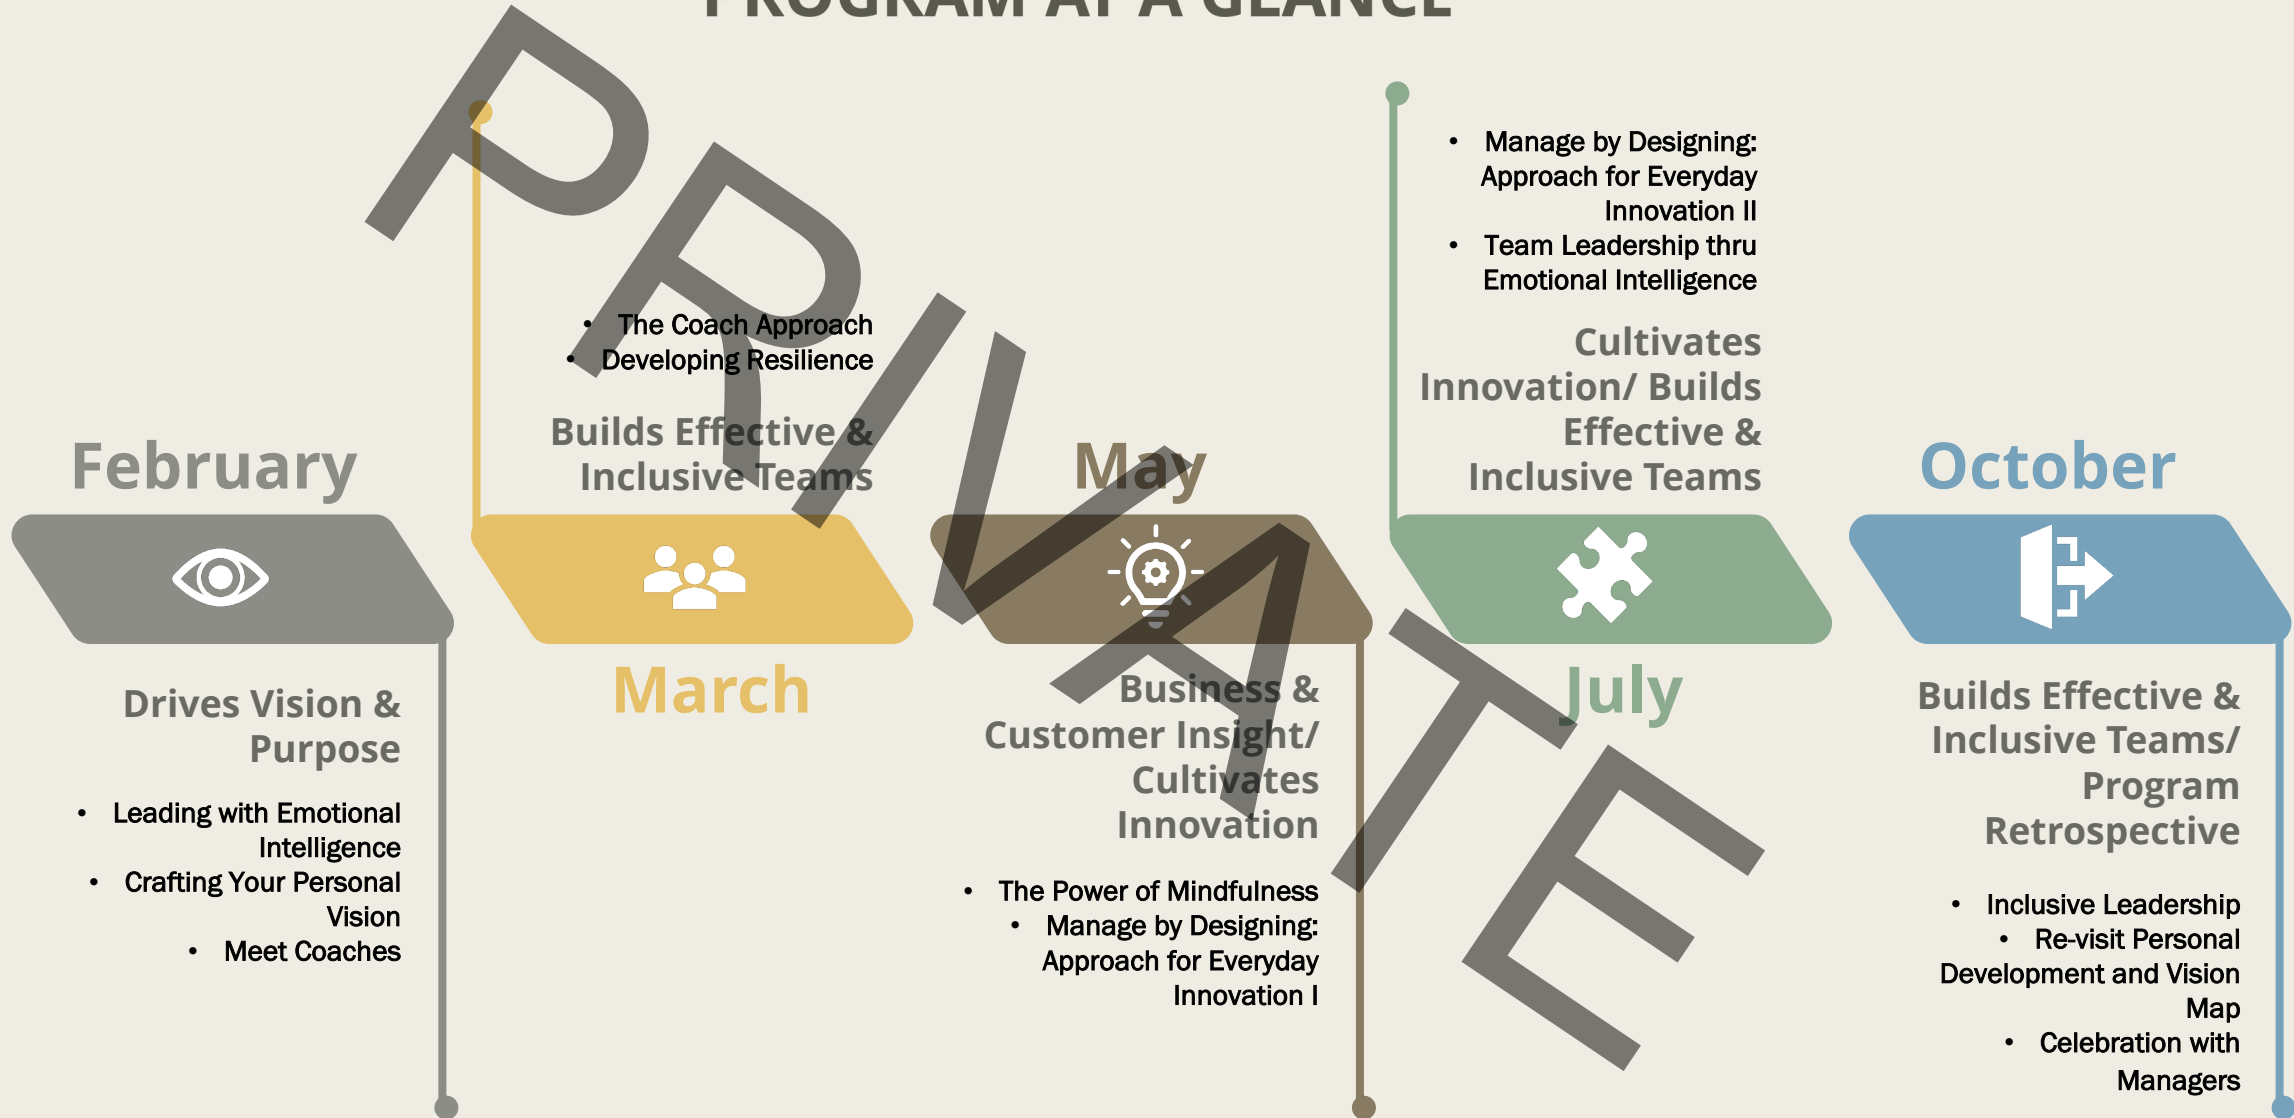 PROGRAM AT A GLANCE
February
Drives Vision &
Purpose
• Leading with Emotional
Intelligence
• Crafting Your Personal
Vision
• Meet Coaches
• The Coach Approach
• Developing Resilience
Builds Effective &
Inclusive Teams
March
May
Business &
Customer Insight/
Cultivates
Innovation
• The Power of Mindfulness
• Manage by Designing:
Approach for Everyday
Innovation I
• Manage by Designing:
Approach for Everyday
Innovation II
• Team Leadership thru
Emotional Intelligence
Cultivates
Innovation/ Builds
Effective &
Inclusive Teams
July
October
Builds Effective &
Inclusive Teams/
Program
Retrospective
• Inclusive Leadership
• Re-visit Personal
Development and Vision
Map
• Celebration with
Managers
PRIVATE